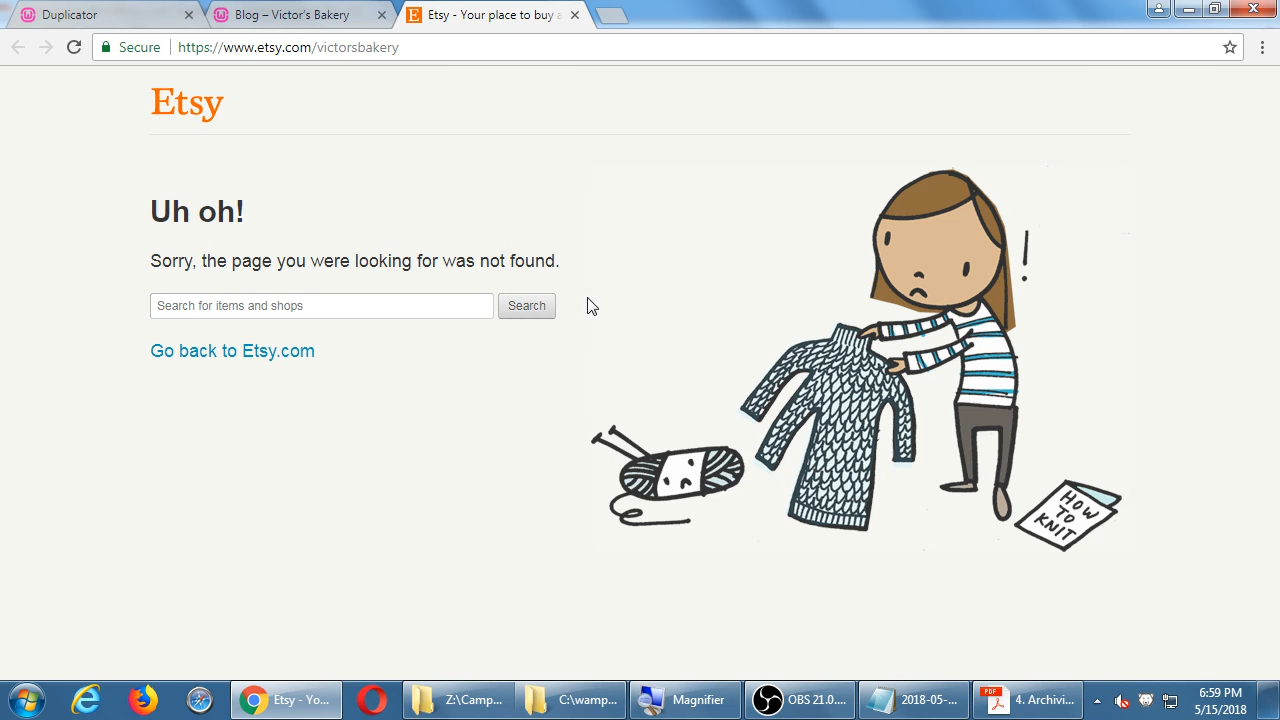 Duplicator
Blog – Victor's Bakery
Etsy - Your place to buy a
Secure
https://www.etsy.com/victorsbakery
Etsy
Uh oh!
Sorry, the page you were looking for was not found.
Search for items and shops
Search
Go back to Etsy.com
!
HOW
TO
KNIT
Etsy - Yo...
Z:\Camp...
C:\wamp...
Magnifier
OBS 21.0....
2018-05-...
PDF
4. Archivi...
6:59 PM
5/15/2018